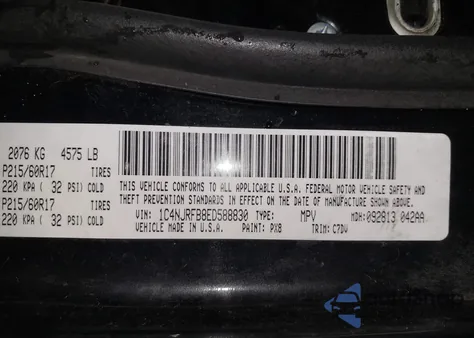 2076 KG 4575 LB
P215/60R17 TIRES
220 KPA ( 32 PSI) COLD
P215/60R17 TIRES
220 KPA ( 32 PSI) COLD
THIS VEHICLE CONFORMS TO ALL APPLICABLE U.S.A. FEDERAL MOTOR VEHICLE SAFETY AND
THEFT PREVENTION STANDARDS IN EFFECT ON THE DATE OF MANUFACTURE SHOWN ABOVE.
VIN: 1C4NJRFB8ED588830 TYPE: MPV MDH: 092813 042AA
VEHICLE MADE IN U.S.A. PAINT: PX8 TRIM: C7DW